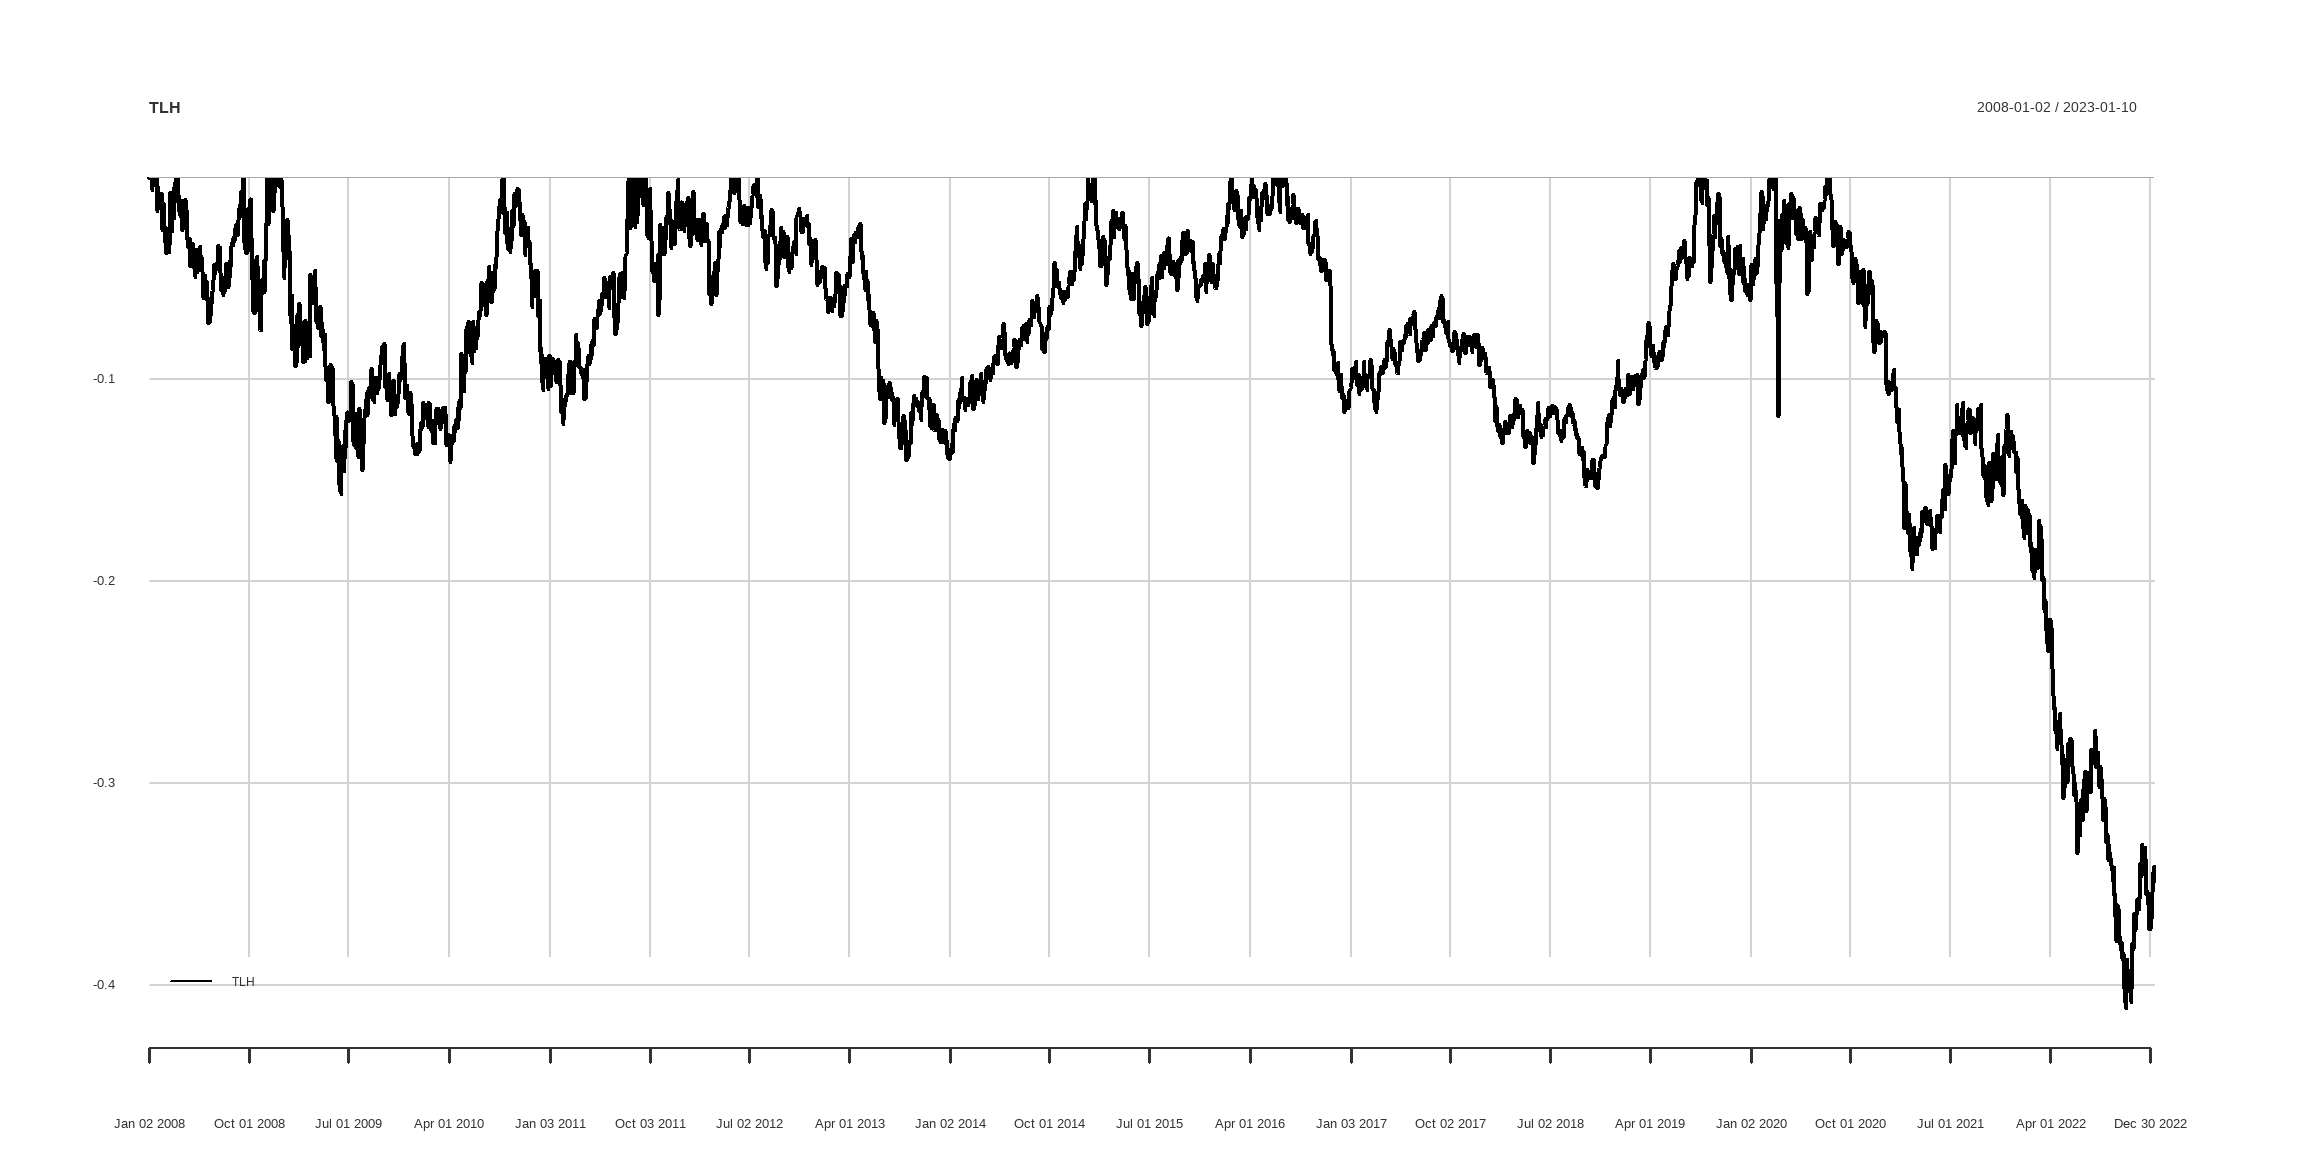 TLH
2008-01-02 / 2023-01-10
-0.1
-0.2
-0.3
-0.4
TLH
Jan 02 2008 Oct 01 2008 Jul 01 2009 Apr 01 2010 Jan 03 2011 Oct 03 2011 Jul 02 2012 Apr 01 2013 Jan 02 2014 Oct 01 2014 Jul 01 2015 Apr 01 2016 Jan 03 2017 Oct 02 2017 Jul 02 2018 Apr 01 2019 Jan 02 2020 Oct 01 2020 Jul 01 2021 Apr 01 2022 Dec 30 2022